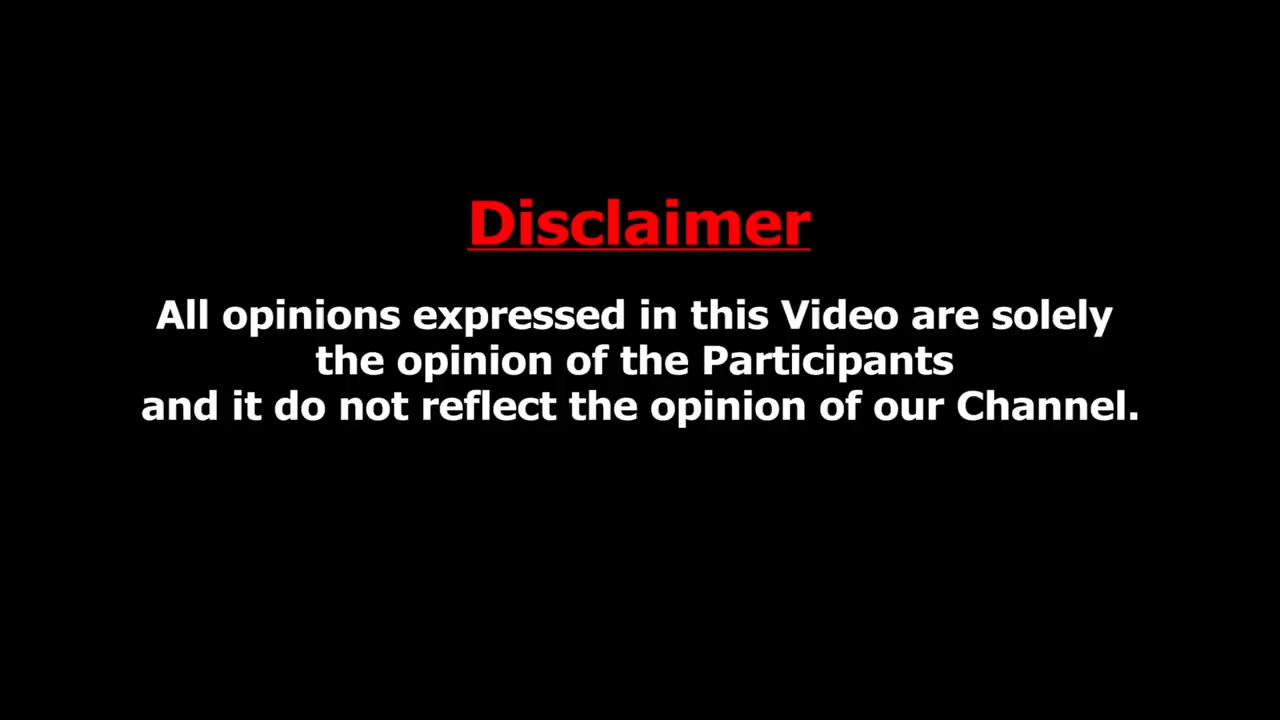 Disclaimer
All opinions expressed in this Video are solely
the opinion of the Participants
and it do not reflect the opinion of our Channel.